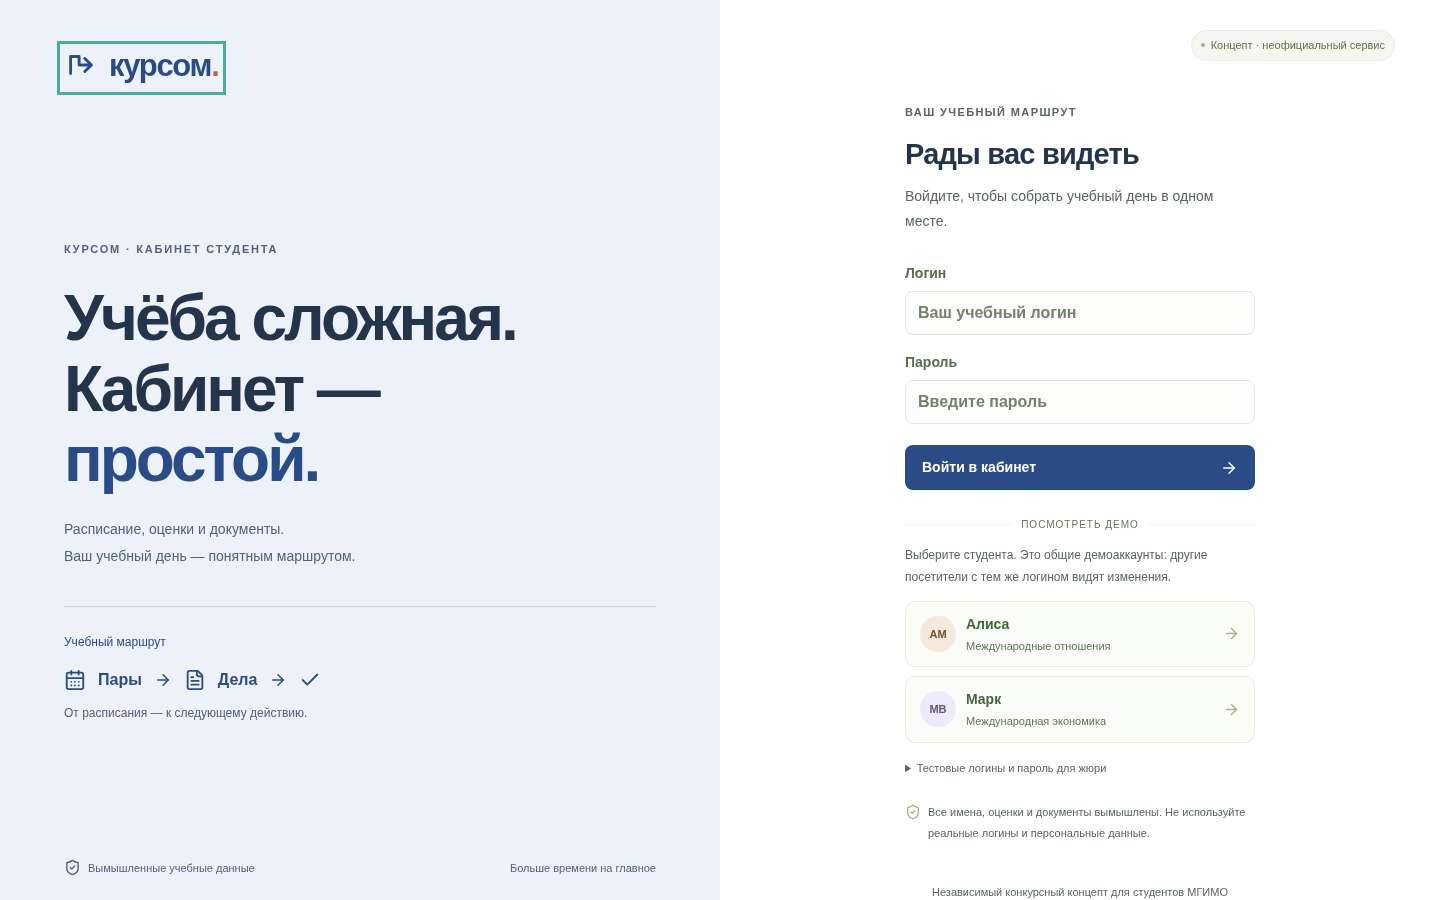 курсом.
КУРСОМ · КАБИНЕТ СТУДЕНТА
Учёба сложная.
Кабинет —
простой.
Расписание, оценки и документы.
Ваш учебный день — понятным маршрутом.
Учебный маршрут
Пары
Дела
От расписания — к следующему действию.
Вымышленные учебные данные
Больше времени на главное
Концепт · неофициальный сервис
ВАШ УЧЕБНЫЙ МАРШРУТ
Рады вас видеть
Войдите, чтобы собрать учебный день в одном
месте.
Логин
Ваш учебный логин
Пароль
Введите пароль
Войти в кабинет
ПОСМОТРЕТЬ ДЕМО
Выберите студента. Это общие демоаккаунты: другие
посетители с тем же логином видят изменения.
АМ
Алиса
Международные отношения
МВ
Марк
Международная экономика
Тестовые логины и пароль для жюри
Все имена, оценки и документы вымышлены. Не используйте
реальные логины и персональные данные.
Независимый конкурсный концепт для студентов МГИМО